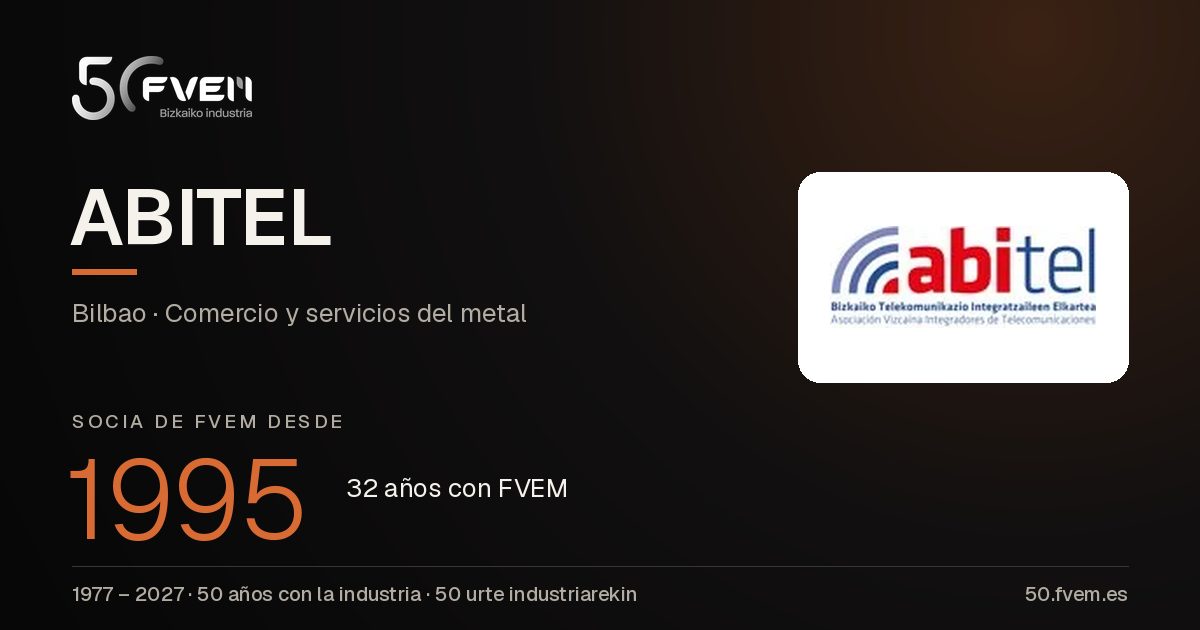 50 FVEM
Bizkaiko industria
ABITEL
Bilbao · Comercio y servicios del metal
abitel
Bizkaiko Telekomunikazio Integratzaileen Elkartea
Asociación Vizcaina Integradores de Telecomunicaciones
SOCIA DE FVEM DESDE
1995
32 años con FVEM
1977 – 2027 · 50 años con la industria · 50 urte industriarekin
50.fvem.es